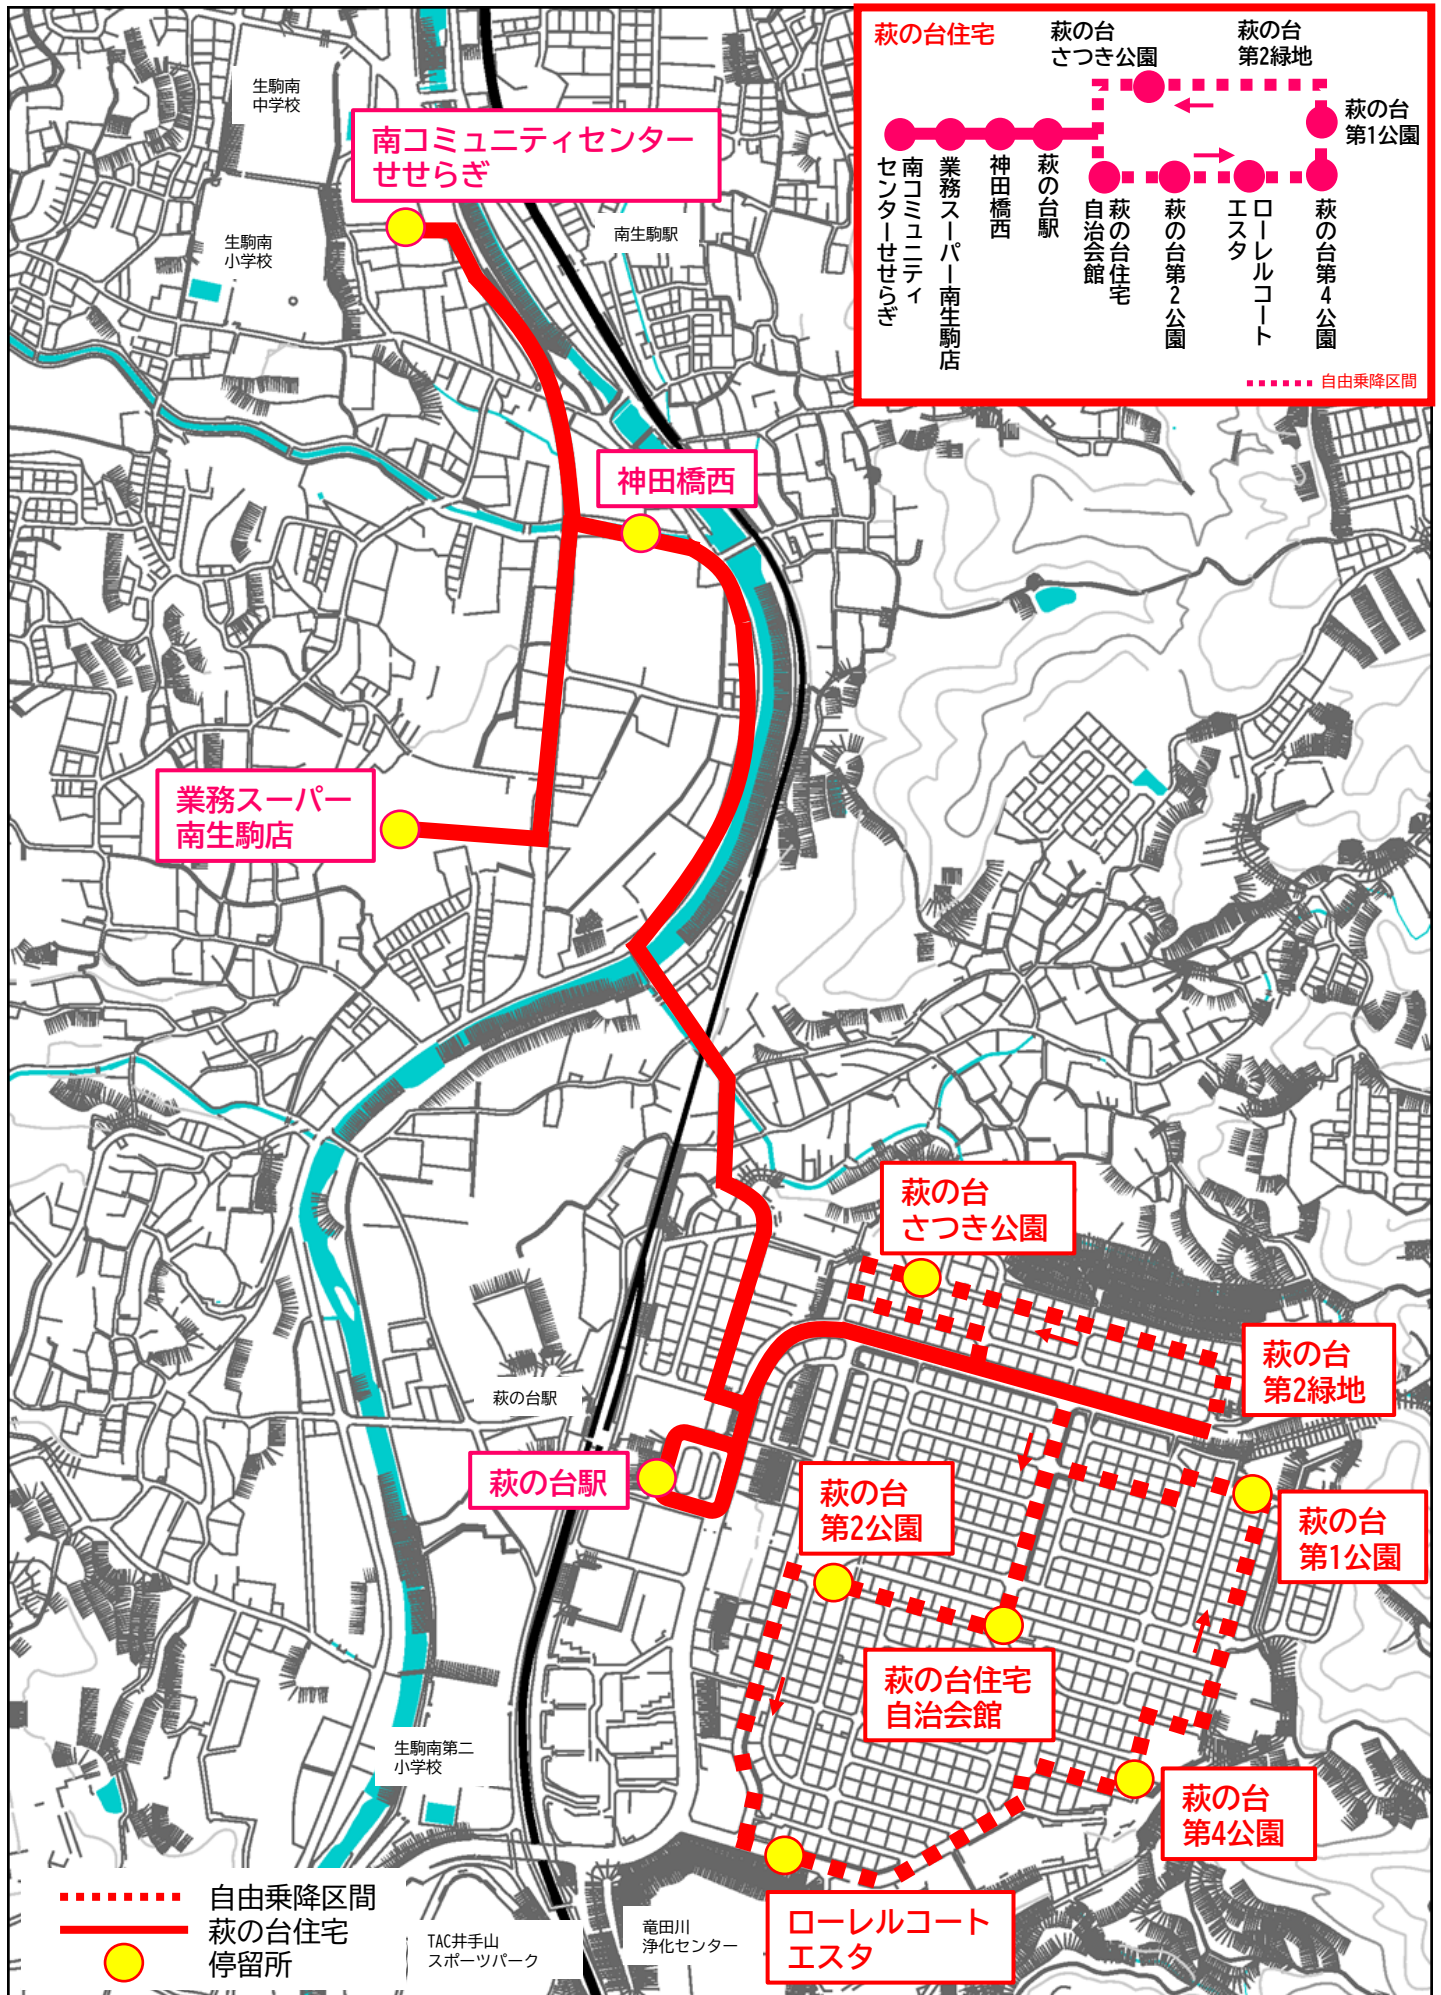 萩の台住宅
萩の台
さつき公園
萩の台
第2緑地
萩の台
第1公園
南コミュニティ
センターせせらぎ
業務スーパー南生駒店
神田橋西
萩の台駅
萩の台住宅
自治会館
萩の台第2公園
ローレルコート
エスタ
萩の台第4公園
自由乗降区間
生駒南
中学校
南コミュニティセンター
せせらぎ
南生駒駅
生駒南
小学校
神田橋西
業務スーパー
南生駒店
萩の台
さつき公園
萩の台
第2緑地
萩の台駅
萩の台駅
萩の台
第2公園
萩の台
第1公園
萩の台住宅
自治会館
生駒南第二
小学校
萩の台
第4公園
ローレルコート
エスタ
竜田川
浄化センター
TAC井手山
スポーツパーク
自由乗降区間
萩の台住宅
停留所